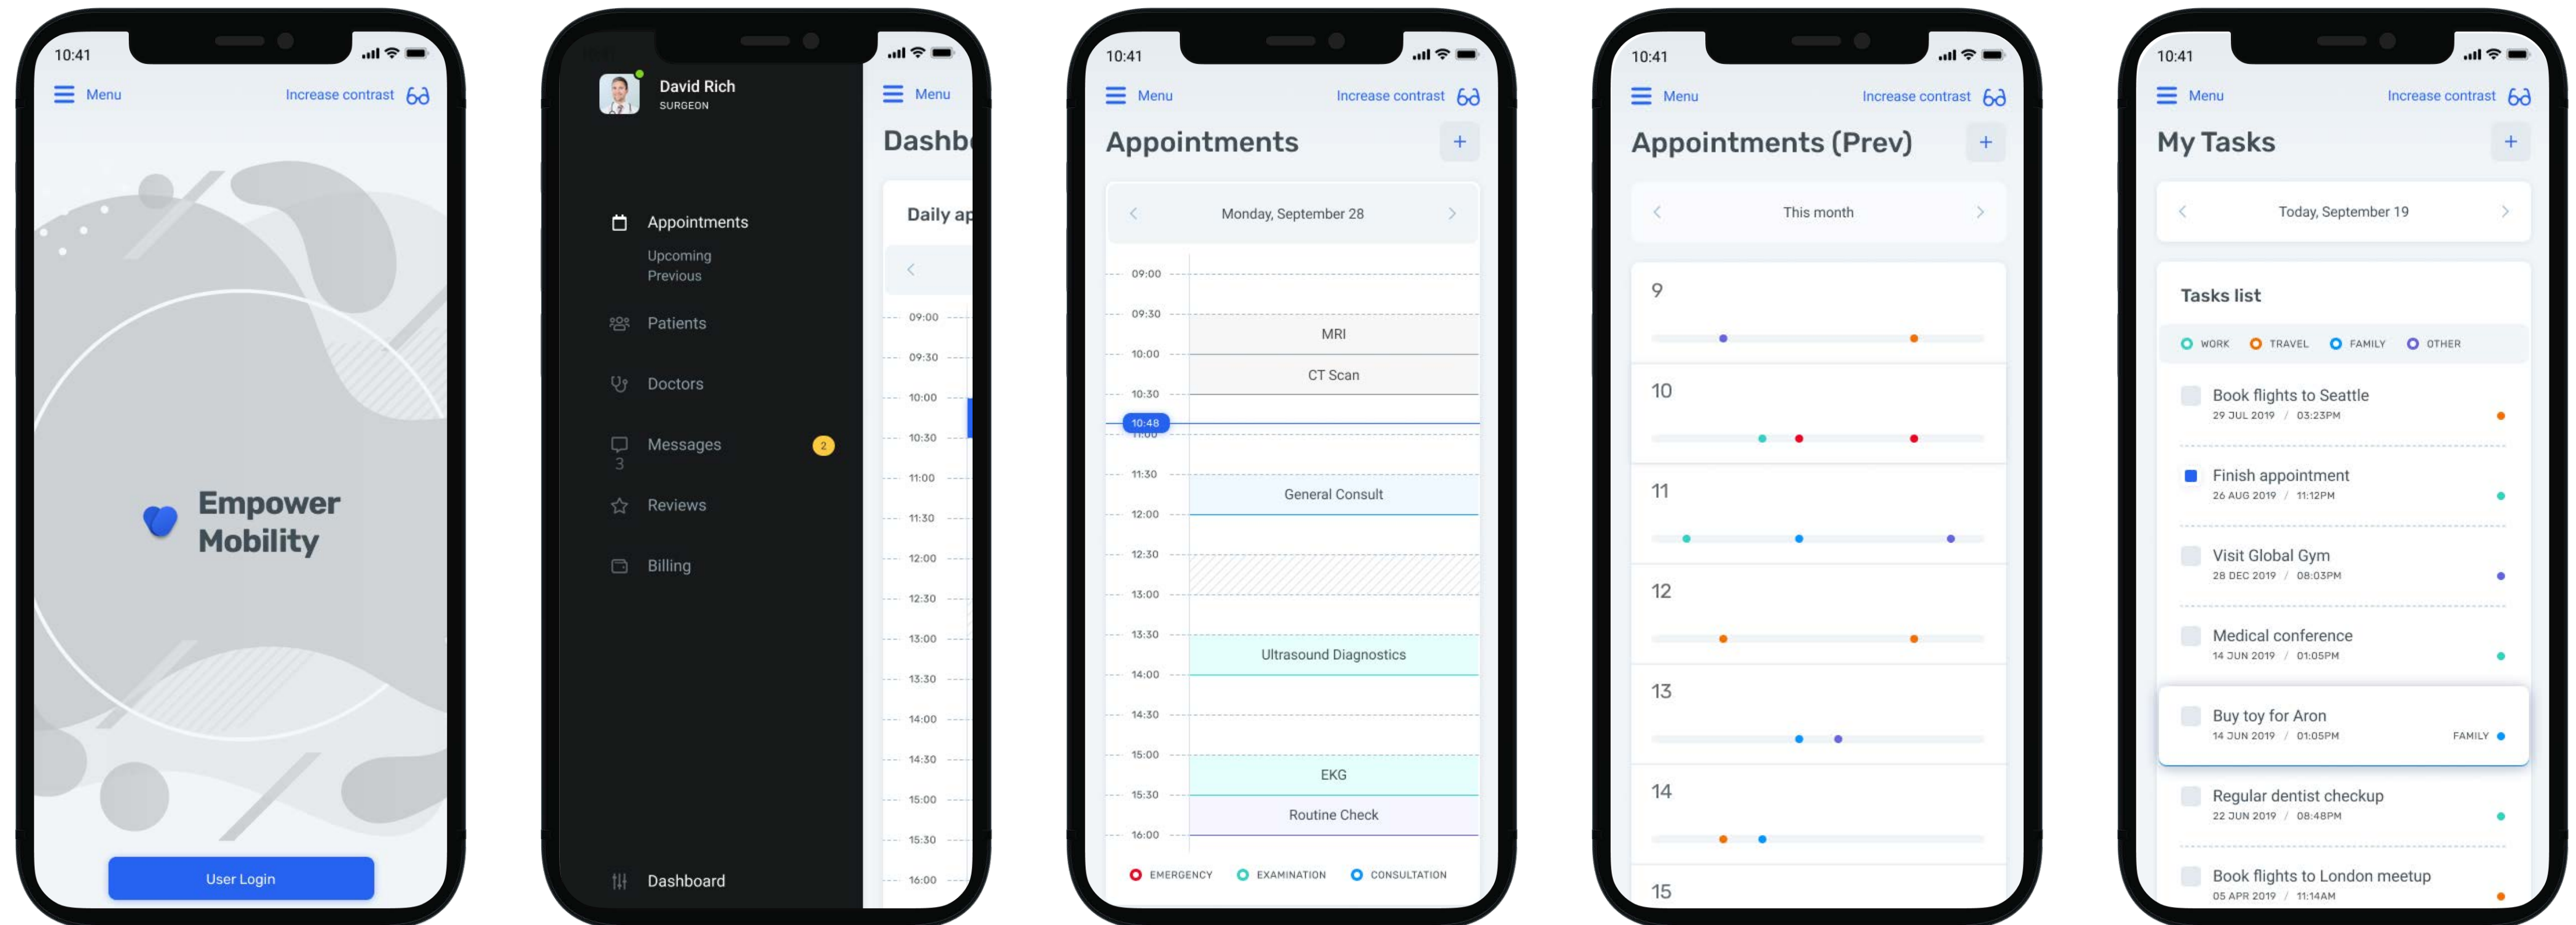 10:41
Menu
Increase contrast
Empower
Mobility
User Login
David Rich
SURGEON
Appointments
Upcoming
Previous
Patients
Doctors
Messages
2
3
Reviews
Billing
Dashboard
Menu
Dashb
Daily ap
09:00
09:30
10:00
10:30
11:00
11:30
12:00
12:30
13:00
13:30
14:00
14:30
15:00
15:30
16:00
10:41
Menu
Increase contrast
Appointments
+
Monday, September 28
09:00
09:30
MRI
10:00
CT Scan
10:30
10:48
11:00
11:30
General Consult
12:00
12:30
13:00
13:30
Ultrasound Diagnostics
14:00
14:30
15:00
EKG
15:30
Routine Check
16:00
EMERGENCY EXAMINATION CONSULTATION
10:41
Menu
Increase contrast
Appointments (Prev)
+
This month
9
10
11
12
13
14
15
10:41
Menu
Increase contrast
My Tasks
+
Today, September 19
Tasks list
WORK TRAVEL FAMILY OTHER
Book flights to Seattle
29 JUL 2019 / 03:23PM
Finish appointment
26 AUG 2019 / 11:12PM
Visit Global Gym
28 DEC 2019 / 08:03PM
Medical conference
14 JUN 2019 / 01:05PM
Buy toy for Aron
14 JUN 2019 / 01:05PM
FAMILY
Regular dentist checkup
22 JUN 2019 / 08:48PM
Book flights to London meetup
05 APR 2019 / 11:14AM